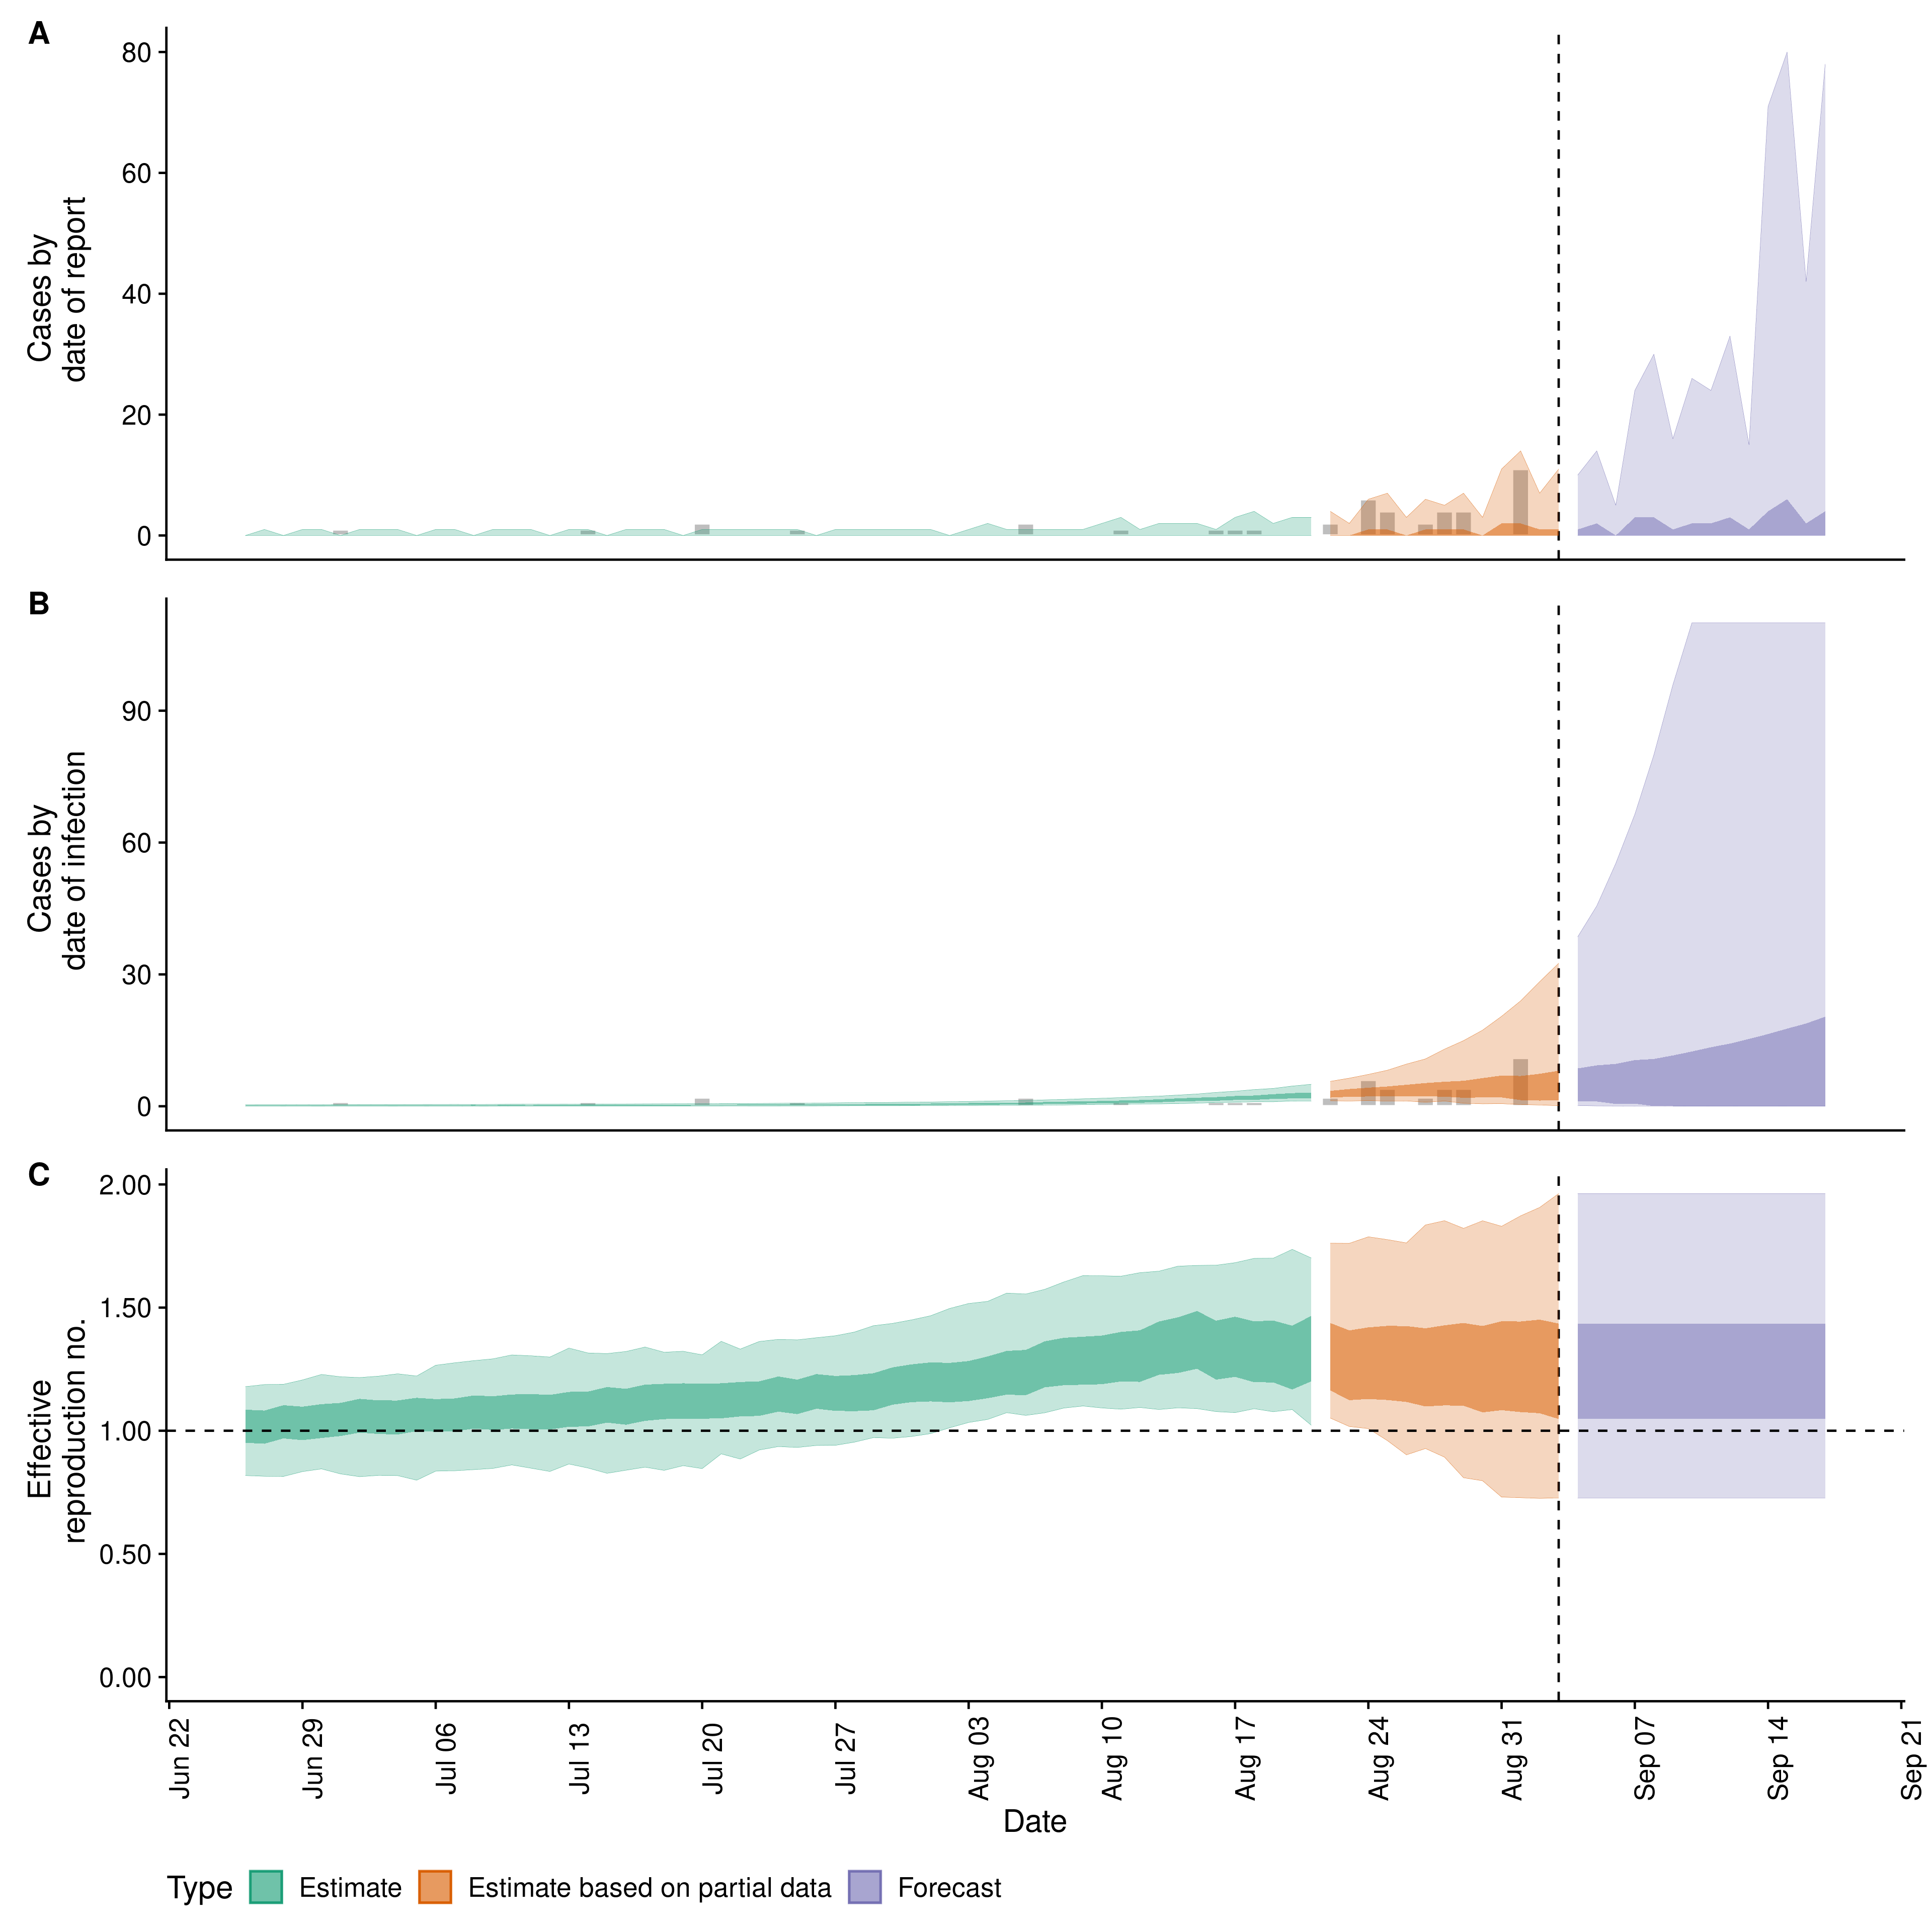 A
80
60
40
20
0
Cases by
date of report
B
90
60
30
0
Cases by
date of infection
C
2.00
1.50
1.00
0.50
0.00
Effective
reproduction no.
Jun 22
Jun 29
Jul 06
Jul 13
Jul 20
Jul 27
Aug 03
Aug 10
Aug 17
Aug 24
Aug 31
Sep 07
Sep 14
Sep 21
Date
Type Estimate Estimate based on partial data Forecast